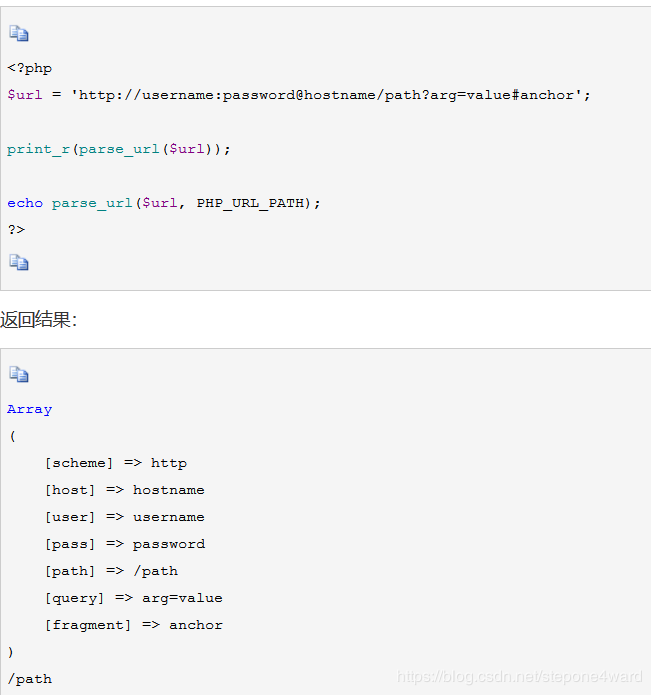 <?php
$url = 'http://username:password@hostname/path?arg=value#anchor';
print_r(parse_url($url));
echo parse_url($url, PHP_URL_PATH);
?>
返回结果：
Array
(
    [scheme] => http
    [host] => hostname
    [user] => username
    [pass] => password
    [path] => /path
    [query] => arg=value
    [fragment] => anchor
)
/path
https://blog.csdn.net/stepone4ward